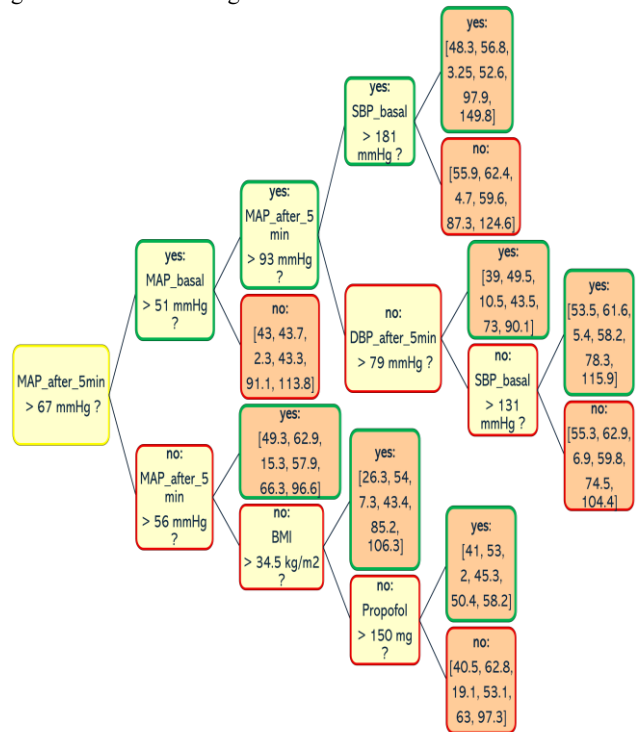 yes:
[48.3, 56.8,
3.25, 52.6,
97.9,
149.8]
yes:
SBP_basal
> 181
mmHg ?
no:
[55.9, 62.4,
4.7, 59.6,
87.3, 124.6]
yes:
MAP_after_5
min
> 93 mmHg
?
yes:
MAP_basal
> 51 mmHg
?
yes:
[39, 49.5,
10.5, 43.5,
73, 90.1]
no:
[43, 43.7,
2.3, 43.3,
91.1, 113.8]
no:
DBP_after_5min
> 79 mmHg ?
yes:
[53.5, 61.6,
5.4, 58.2,
78.3,
115.9]
no:
SBP_basal
> 131
mmHg ?
MAP_after_5min
> 67 mmHg ?
no:
[55.3, 62.9,
6.9, 59.8,
74.5,
104.4]
yes:
[49.3, 62.9,
15.3, 57.9,
66.3, 96.6]
no:
MAP_after_5
min
> 56 mmHg
?
yes:
[26.3, 54,
7.3, 43.4,
85.2,
106.3]
no:
BMI
> 34.5 kg/m2
?
yes:
[41, 53,
2, 45.3,
50.4, 58.2]
no:
Propofol
> 150 mg
?
no:
[40.5, 62.8,
19.1, 53.1,
63, 97.3]